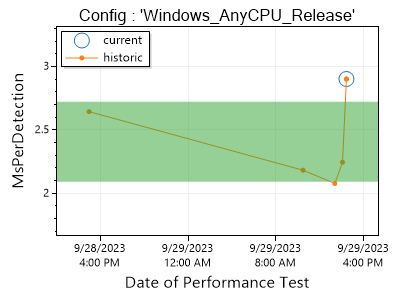 Config : 'Windows_AnyCPU_Release'
current
historic
3
2.5
2
MsPerDetection
9/28/2023 9/29/2023 9/29/2023 9/29/2023
4:00 PM 12:00 AM 8:00 AM 4:00 PM
Date of Performance Test